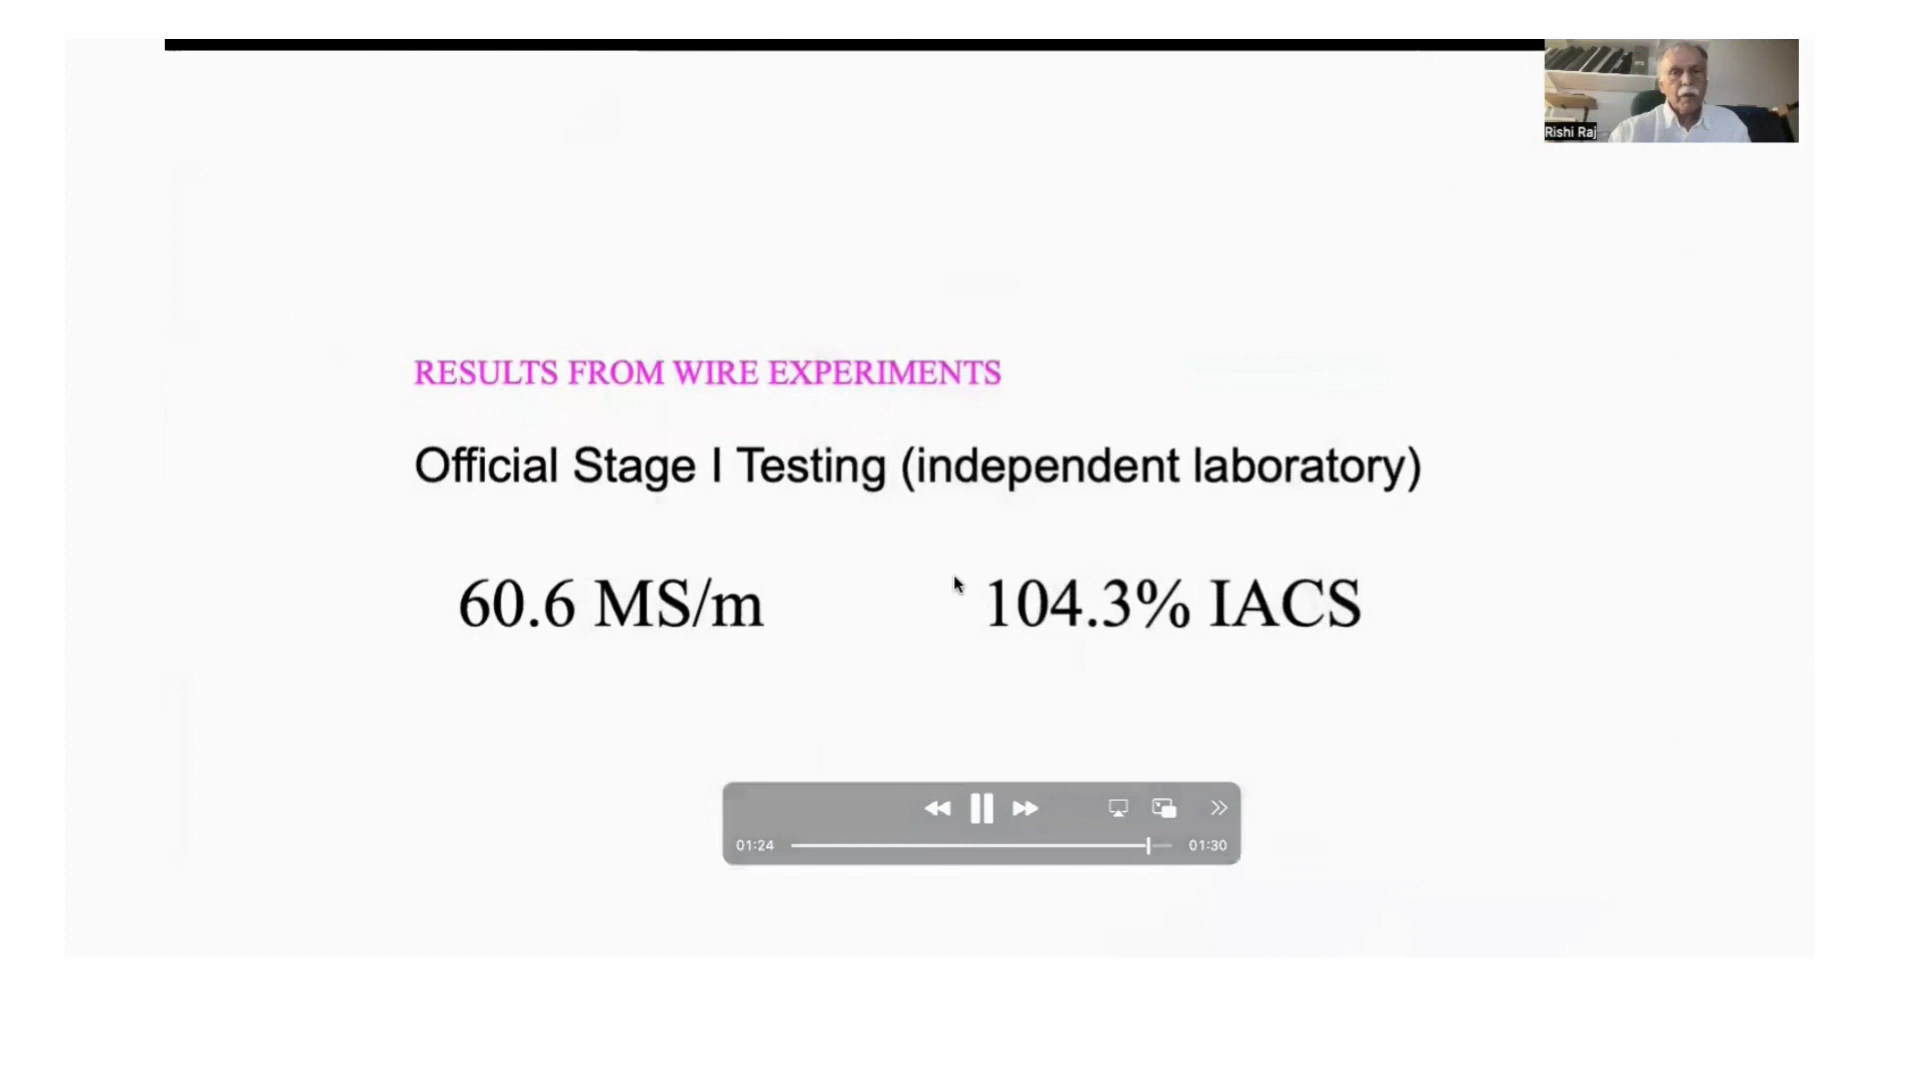 Rishi Raj
RESULTS FROM WIRE EXPERIMENTS
Official Stage I Testing (independent laboratory)
60.6 MS/m 104.3% IACS
01:24 01:30